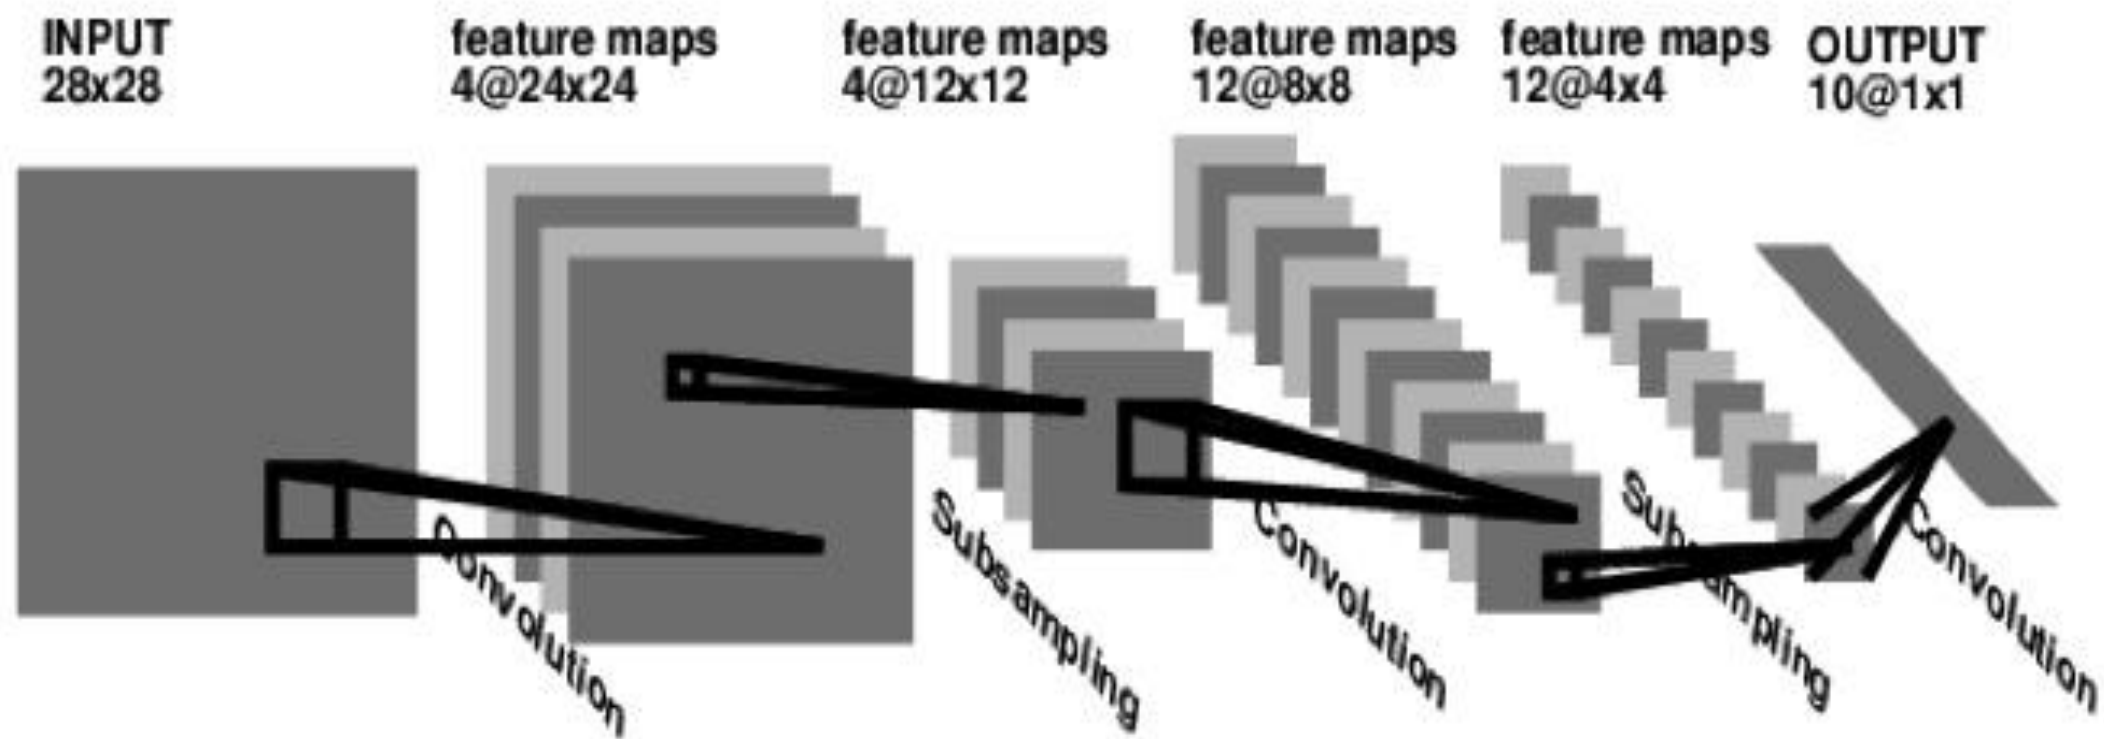 INPUT
28x28
feature maps
4@24x24
feature maps
4@12x12
feature maps
12@8x8
feature maps
12@4x4
OUTPUT
10@1x1
Convolution
Subsampling
Convolution
Subsampling
Convolution